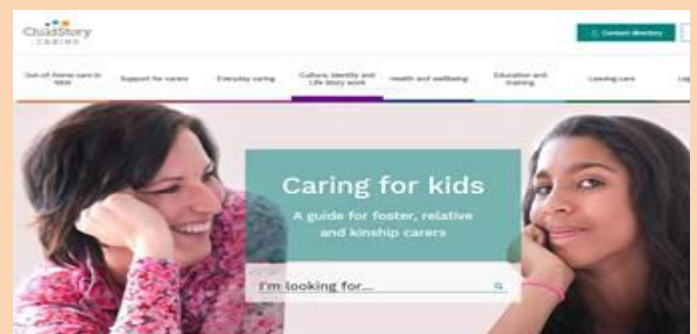 ChildStory
CARING
Contact directory
Out-of-home care in
NSW
Support for carers
Everyday caring
Culture, Identity and
Life Story work
Health and wellbeing
Education and
training
Leaving care
Caring for kids
A guide for foster, relative
and kinship carers
I'm looking for...